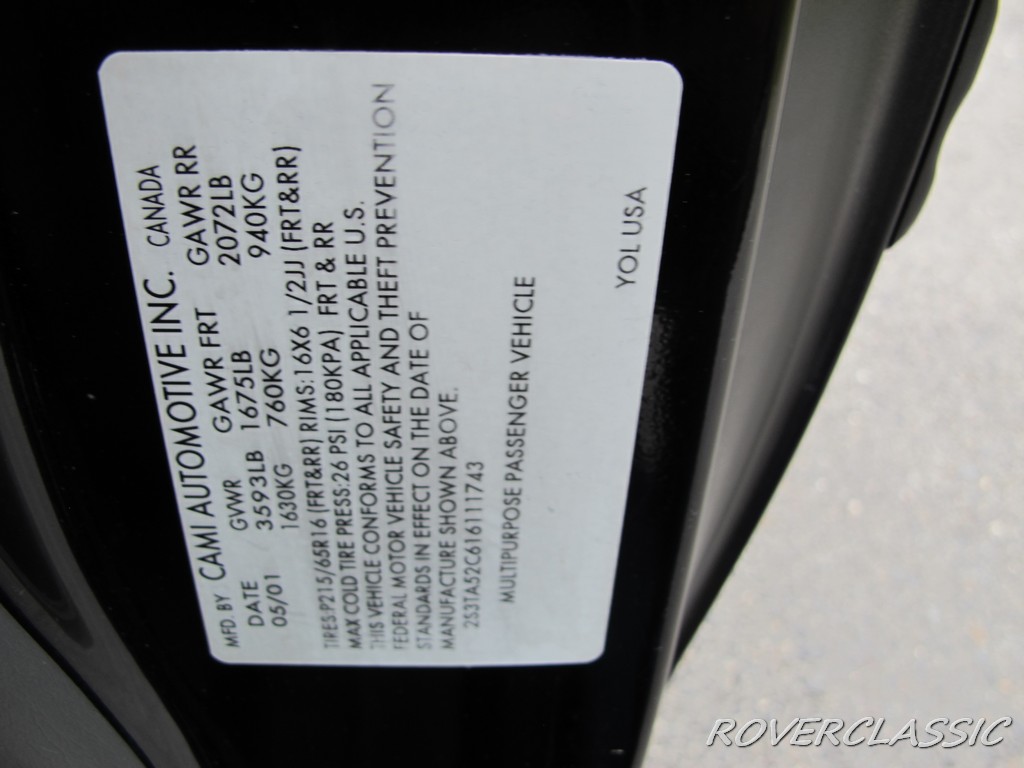 MFD. BY CAMI AUTOMOTIVE INC. CANADA
DATE GVWR GAWR FRT GAWR RR
05/01 3593LB 1675LB 2072LB
1630KG 760KG 940KG
TIRES:P215/65R16 (FRT&RR) RIMS:16X6 1/2JJ (FRT&RR)
MAX COLD TIRE PRESS:26 PSI (180KPA) FRT & RR
THIS VEHICLE CONFORMS TO ALL APPLICABLE U.S.
FEDERAL MOTOR VEHICLE SAFETY AND THEFT PREVENTION
STANDARDS IN EFFECT ON THE DATE OF
MANUFACTURE SHOWN ABOVE.
2S3TA52C616111743
MULTIPURPOSE PASSENGER VEHICLE
YOL USA
ROVERCLASSIC